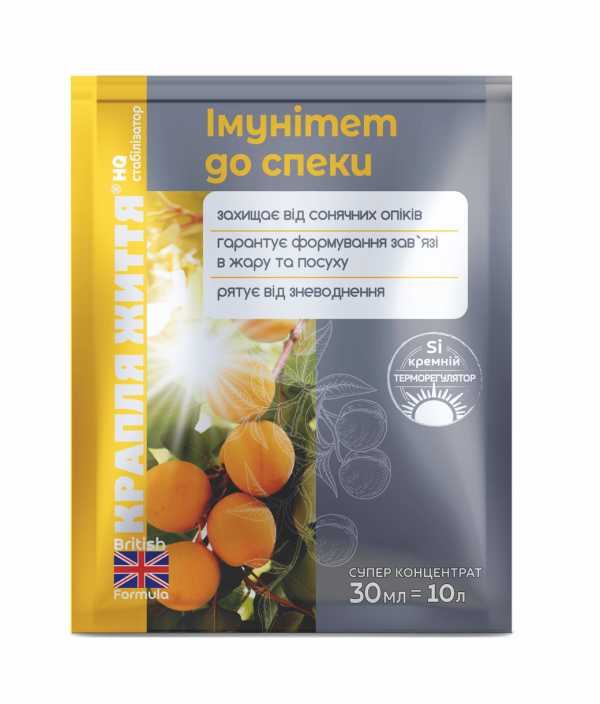 Імунітет
до спеки
захищає від сонячних опіків
гарантує формування зав`язі
в жару та посуху
рятує від зневоднення
КРАПЛЯ ЖИТТЯ® HQ
стабілізатор
Si
кремній
ТЕРМОРЕГУЛЯТОР
British
Formula
СУПЕР КОНЦЕНТРАТ
30мл = 10л